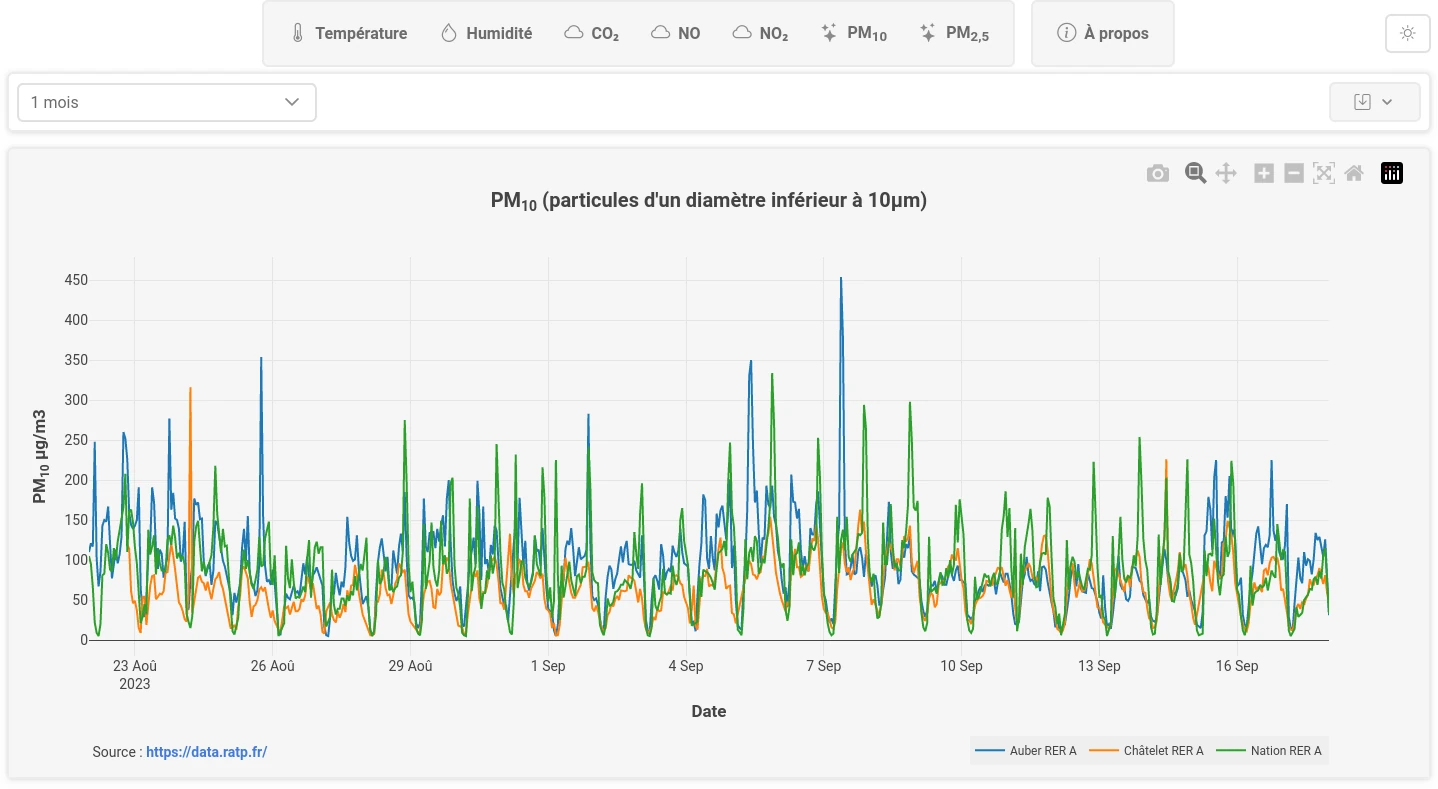 Température Humidité CO₂ NO NO₂ PM10 PM2,5 À propos
1 mois
PM10 (particules d'un diamètre inférieur à 10μm)
450
400
350
300
250
200
150
100
50
0
PM10 μg/m3
23 Aoû
2023
26 Aoû
29 Aoû
1 Sep
4 Sep
7 Sep
10 Sep
13 Sep
16 Sep
Date
Source : https://data.ratp.fr/
Auber RER A
Châtelet RER A
Nation RER A